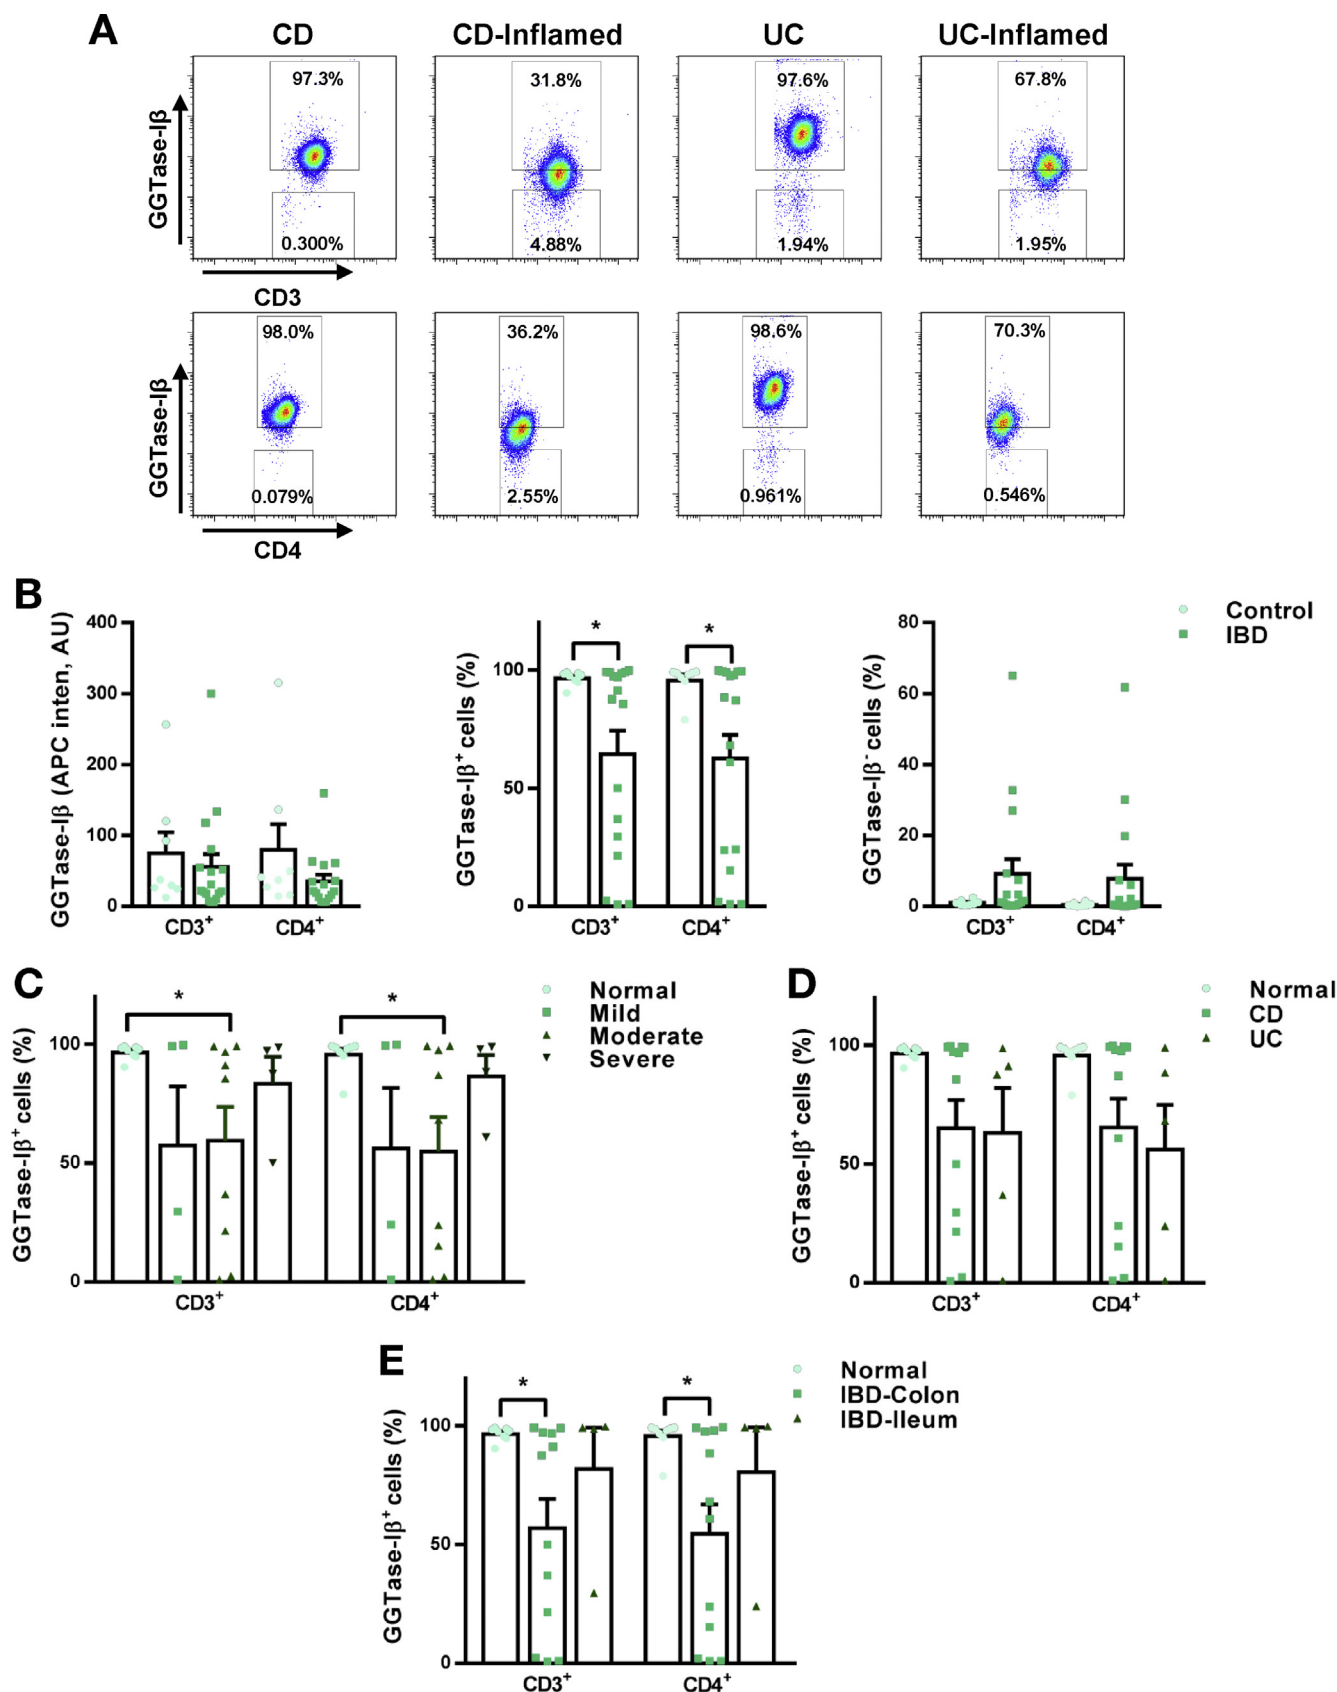 A
CD CD-Inflamed UC UC-Inflamed
GGTase-Iβ
97.3% 31.8% 97.6% 67.8%
0.300% 4.88% 1.94% 1.95%
CD3
GGTase-Iβ
98.0% 36.2% 98.6% 70.3%
0.079% 2.55% 0.961% 0.546%
CD4
B
GGTase-Iβ (APC inten, AU)
400
300
200
100
0
CD3⁺ CD4⁺
GGTase-Iβ⁺ cells (%)
* *
100
50
0
CD3⁺ CD4⁺
GGTase-Iβ⁻ cells (%)
80
60
40
20
0
CD3⁺ CD4⁺
Control
IBD
C
GGTase-Iβ⁺ cells (%)
* *
100
50
0
CD3⁺ CD4⁺
Normal
Mild
Moderate
Severe
D
GGTase-Iβ⁺ cells (%)
100
50
0
CD3⁺ CD4⁺
Normal
CD
UC
E
GGTase-Iβ⁺ cells (%)
* *
100
50
0
CD3⁺ CD4⁺
Normal
IBD-Colon
IBD-Ileum